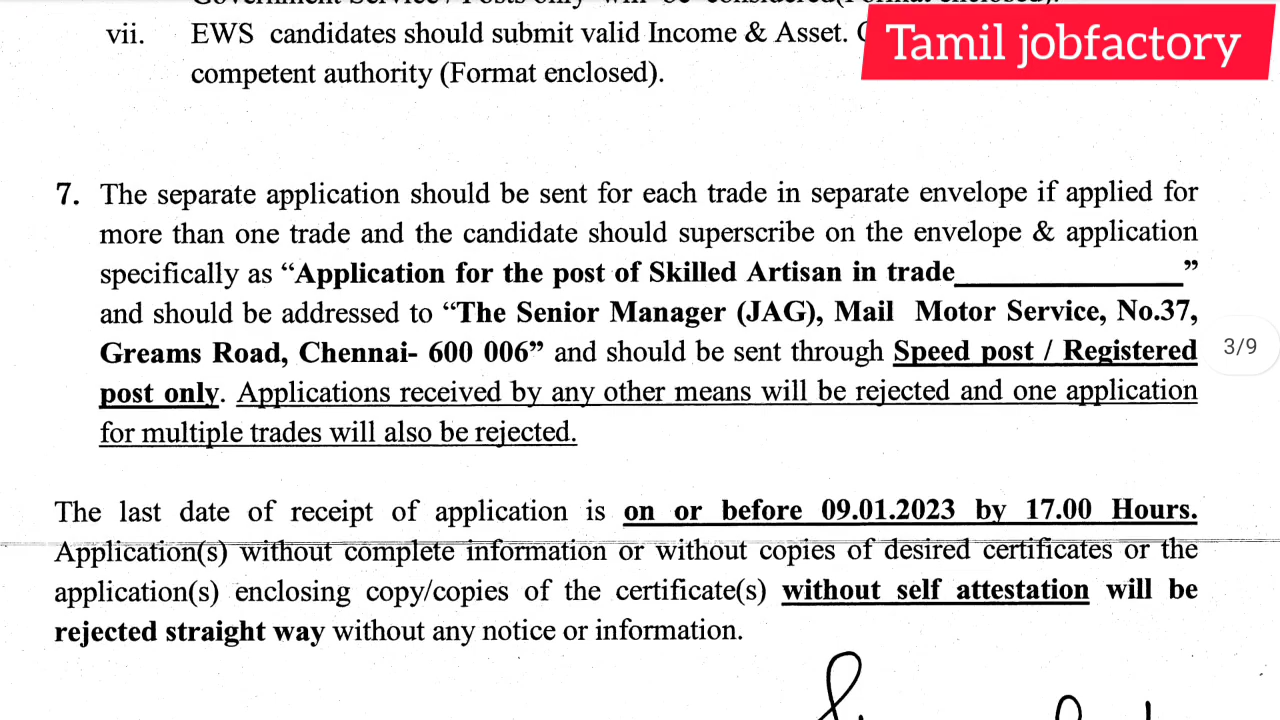 vii. EWS candidates should submit valid Income & Asset.
Tamil jobfactory
competent authority (Format enclosed).
7. The separate application should be sent for each trade in separate envelope if applied for
more than one trade and the candidate should superscribe on the envelope & application
specifically as “Application for the post of Skilled Artisan in trade____________”
and should be addressed to “The Senior Manager (JAG), Mail Motor Service, No.37,
Greams Road, Chennai- 600 006” and should be sent through Speed post / Registered
3/9
post only. Applications received by any other means will be rejected and one application
for multiple trades will also be rejected.
The last date of receipt of application is on or before 09.01.2023 by 17.00 Hours.
Application(s) without complete information or without copies of desired certificates or the
application(s) enclosing copy/copies of the certificate(s) without self attestation will be
rejected straight way without any notice or information.